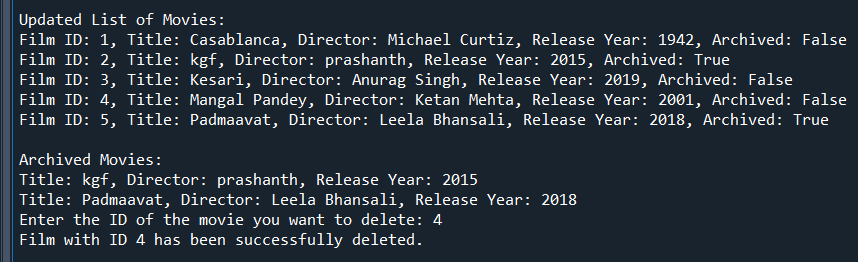 Updated List of Movies:
Film ID: 1, Title: Casablanca, Director: Michael Curtiz, Release Year: 1942, Archived: False
Film ID: 2, Title: kgf, Director: prashanth, Release Year: 2015, Archived: True
Film ID: 3, Title: Kesari, Director: Anurag Singh, Release Year: 2019, Archived: False
Film ID: 4, Title: Mangal Pandey, Director: Ketan Mehta, Release Year: 2001, Archived: False
Film ID: 5, Title: Padmaavat, Director: Leela Bhansali, Release Year: 2018, Archived: True
Archived Movies:
Title: kgf, Director: prashanth, Release Year: 2015
Title: Padmaavat, Director: Leela Bhansali, Release Year: 2018
Enter the ID of the movie you want to delete: 4
Film with ID 4 has been successfully deleted.